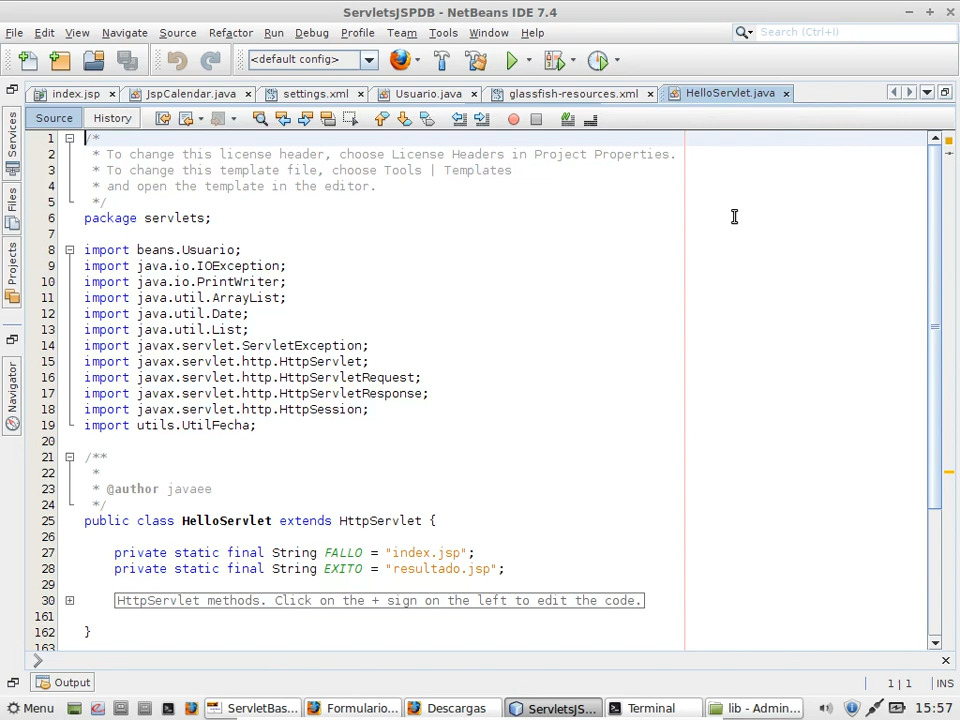 ServletsJSPDB - NetBeans IDE 7.4
File Edit View Navigate Source Refactor Run Debug Profile Team Tools Window Help
Search (Ctrl+I)
<default config>
index.jsp JspCalendar.java settings.xml Usuario.java glassfish-resources.xml HelloServlet.java
Source History
Services
Files
Projects
Navigator
1 /*
2 * To change this license header, choose License Headers in Project Properties.
3 * To change this template file, choose Tools | Templates
4 * and open the template in the editor.
5 */
6 package servlets;
7
8 import beans.Usuario;
9 import java.io.IOException;
10 import java.io.PrintWriter;
11 import java.util.ArrayList;
12 import java.util.Date;
13 import java.util.List;
14 import javax.servlet.ServletException;
15 import javax.servlet.http.HttpServlet;
16 import javax.servlet.http.HttpServletRequest;
17 import javax.servlet.http.HttpServletResponse;
18 import javax.servlet.http.HttpSession;
19 import utils.UtilFecha;
20
21 /**
22 *
23 * @author javaee
24 */
25 public class HelloServlet extends HttpServlet {
26
27 private static final String FALLO = "index.jsp";
28 private static final String EXITO = "resultado.jsp";
29
30 HttpServlet methods. Click on the + sign on the left to edit the code.
161
162 }
163
Output
1 | 1 INS
Menu ServletBas... Formulario... Descargas ServletsJS... Terminal lib - Admin... 15:57